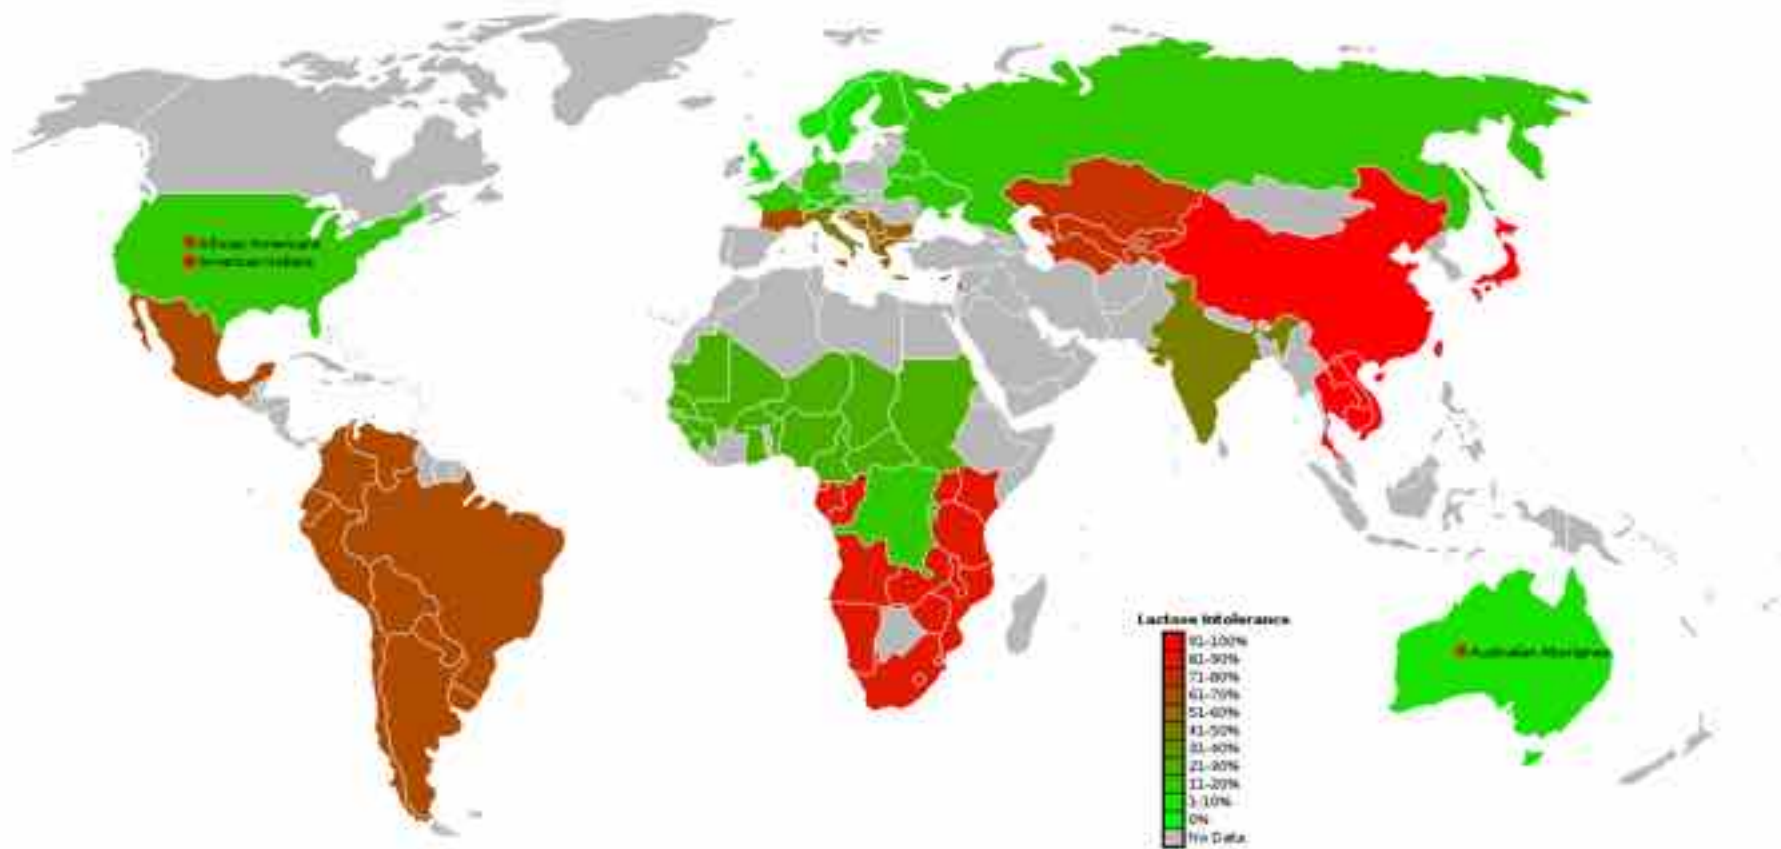 African Americans
American Indians
Lactose Intolerance
91-100%
81-90%
71-80%
61-70%
51-60%
41-50%
31-40%
21-30%
11-20%
1-10%
0%
No Data
Australian Aborigines